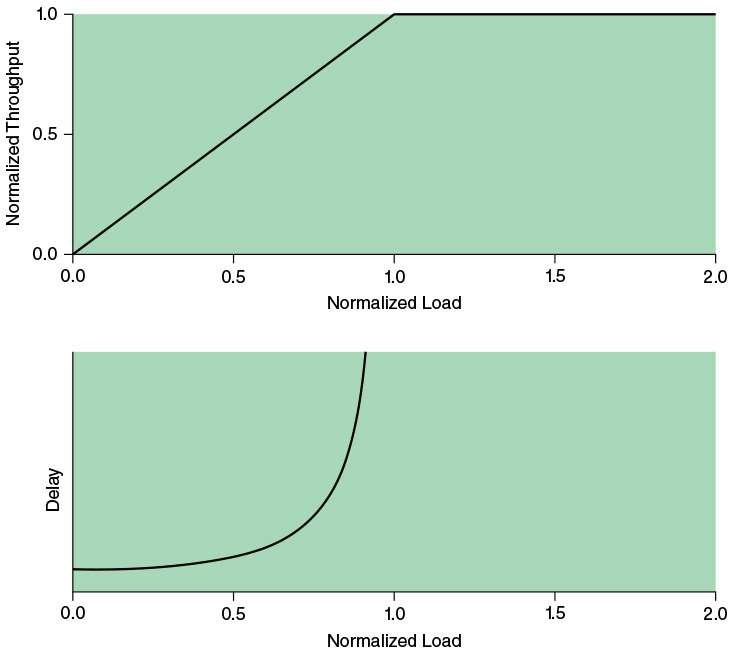 1.0
0.5
0.0
Normalized Throughput
0.0 0.5 1.0 1.5 2.0
Normalized Load
Delay
0.0 0.5 1.0 1.5 2.0
Normalized Load